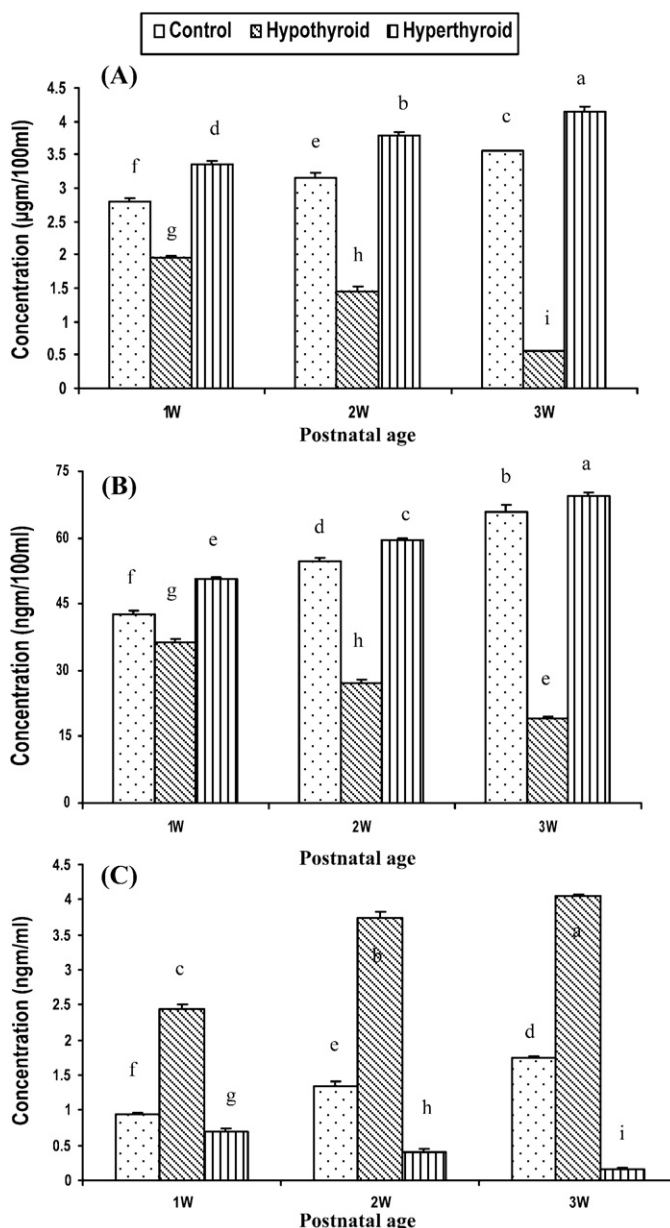 Control Hypothyroid Hyperthyroid
(A)
Concentration (µgm/100ml)
4.5
4
3.5
3
2.5
2
1.5
1
0.5
0
f
g
d
e
h
b
c
i
a
1W 2W 3W
Postnatal age
(B)
Concentration (ngm/100ml)
75
60
45
30
15
0
f
g
e
d
h
c
b
e
a
1W 2W 3W
Postnatal age
(C)
Concentration (ngm/ml)
4.5
4
3.5
3
2.5
2
1.5
1
0.5
0
f
c
g
e
b
h
d
a
i
1W 2W 3W
Postnatal age